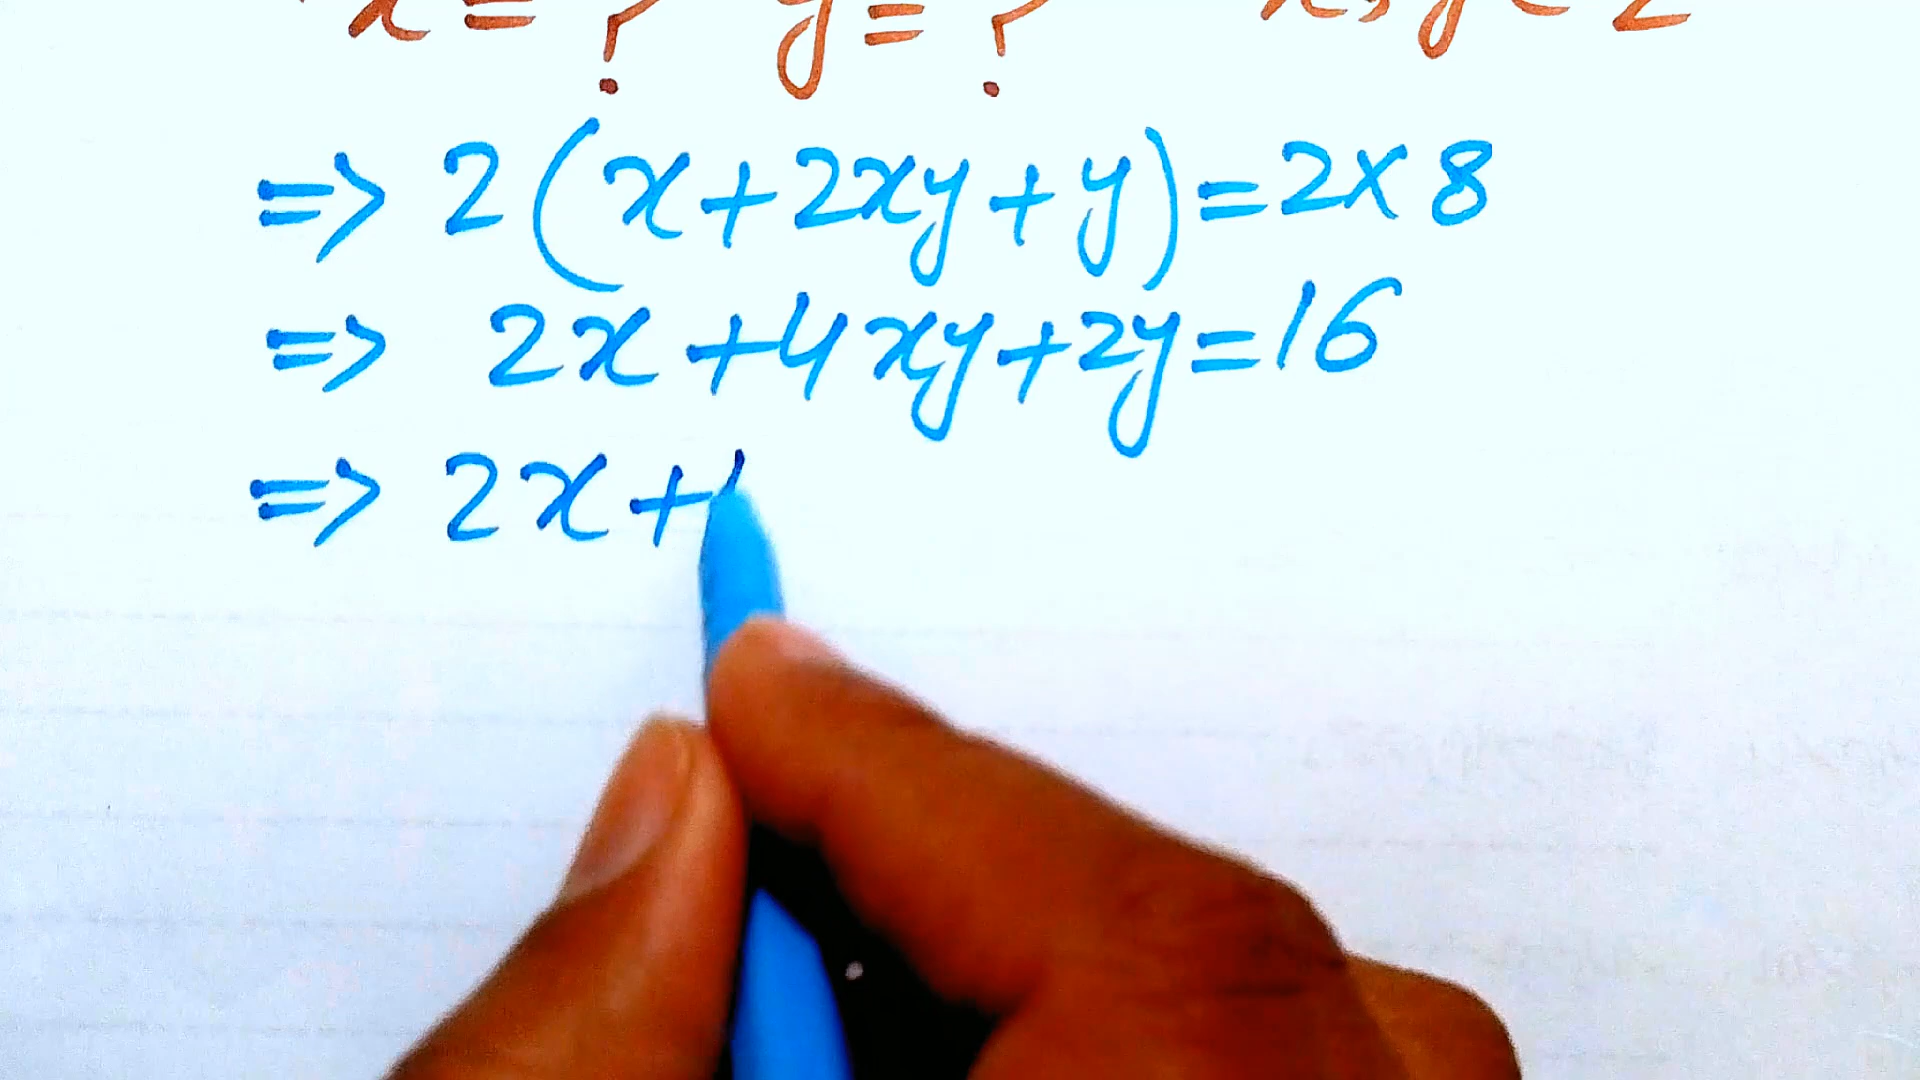 x = ? y = ?
=> 2(x+2xy+y)=2×8
=> 2x+4xy+2y=16
=> 2x+